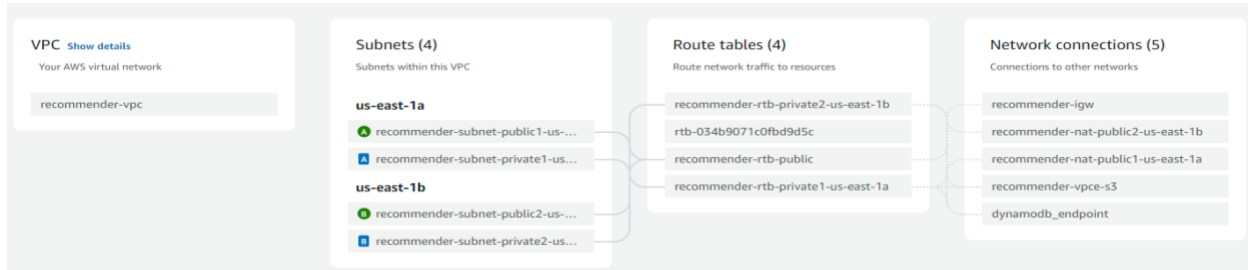 VPC Show details
Your AWS virtual network
recommender-vpc
Subnets (4)
Subnets within this VPC
us-east-1a
A recommender-subnet-public1-us-...
A recommender-subnet-private1-us...
us-east-1b
B recommender-subnet-public2-us-...
B recommender-subnet-private2-us...
Route tables (4)
Route network traffic to resources
recommender-rtb-private2-us-east-1b
rtb-034b9071c0fbd9d5c
recommender-rtb-public
recommender-rtb-private1-us-east-1a
Network connections (5)
Connections to other networks
recommender-igw
recommender-nat-public2-us-east-1b
recommender-nat-public1-us-east-1a
recommender-vpce-s3
dynamodb_endpoint